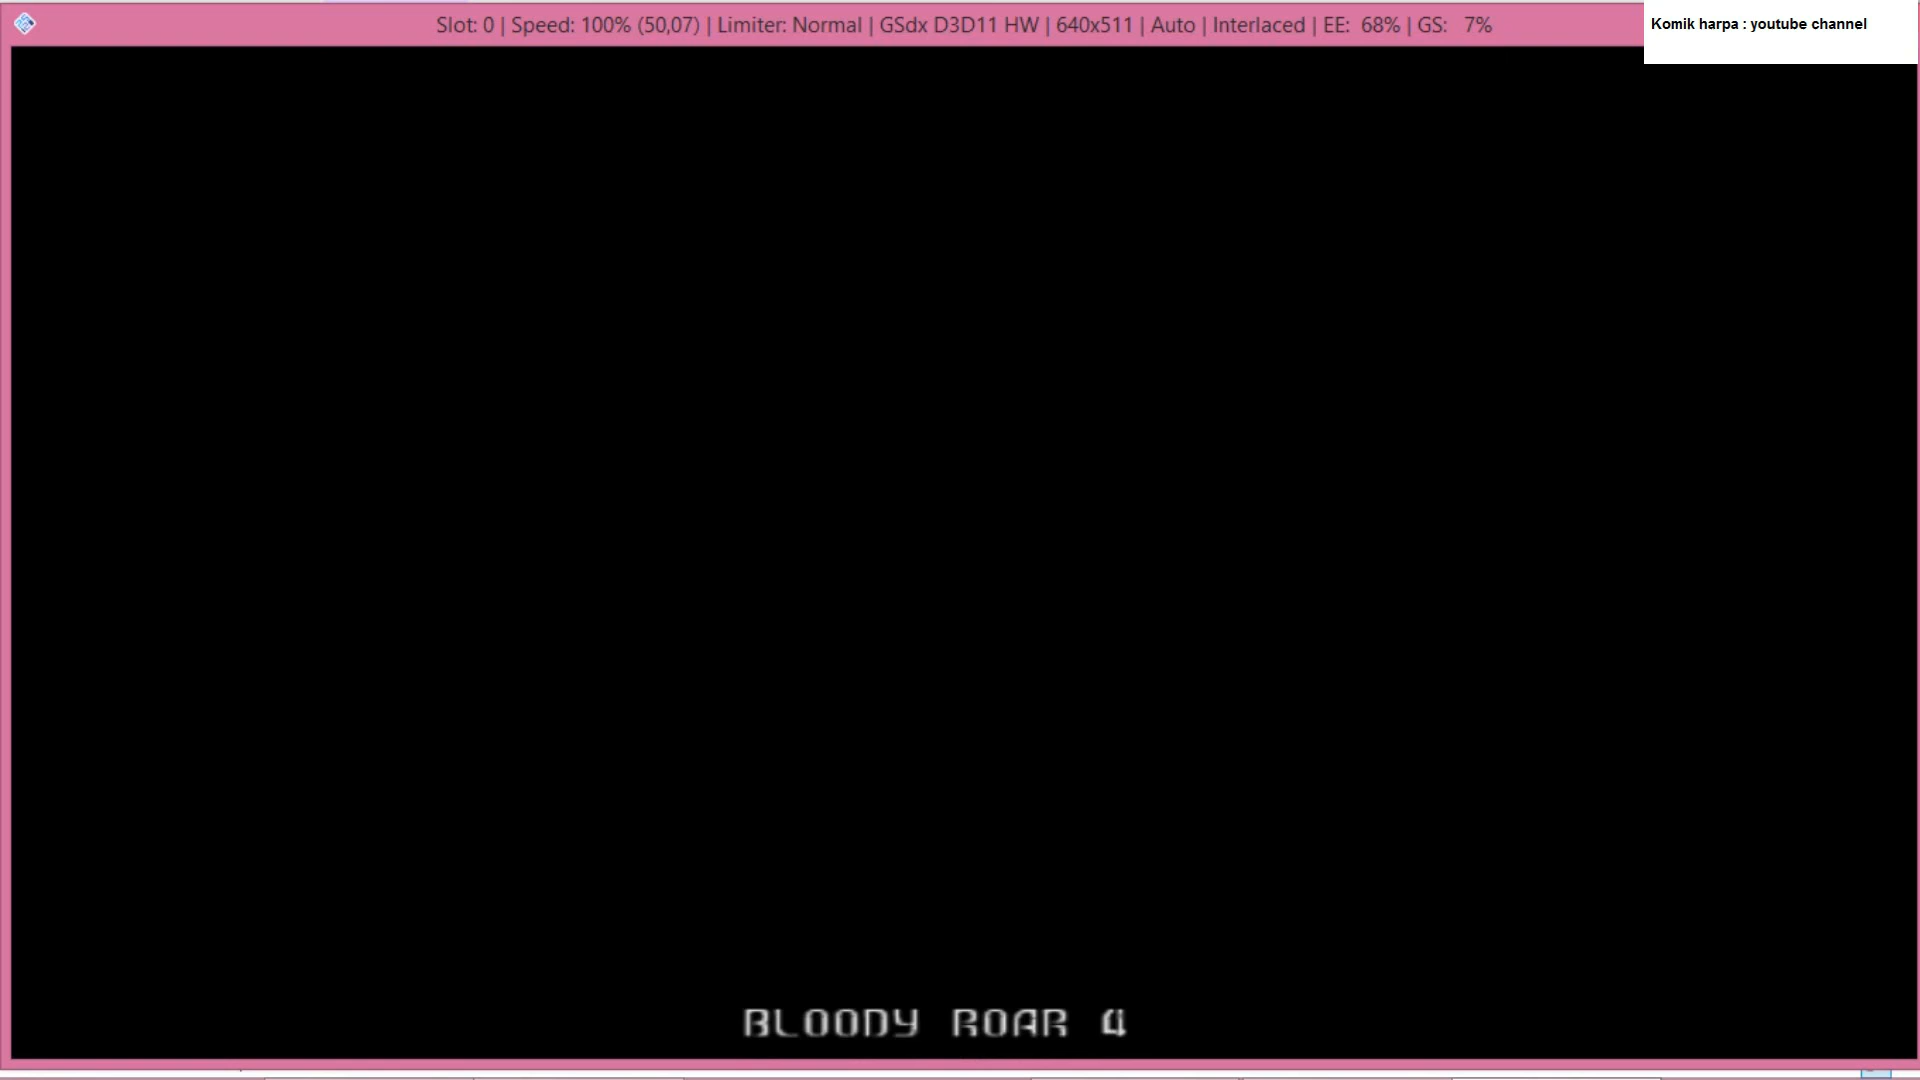 Slot: 0 | Speed: 100% (50,07) | Limiter: Normal | GSdx D3D11 HW | 640x511 | Auto | Interlaced | EE: 68% | GS: 7%
Komik harpa : youtube channel
BLOODY ROAR 4